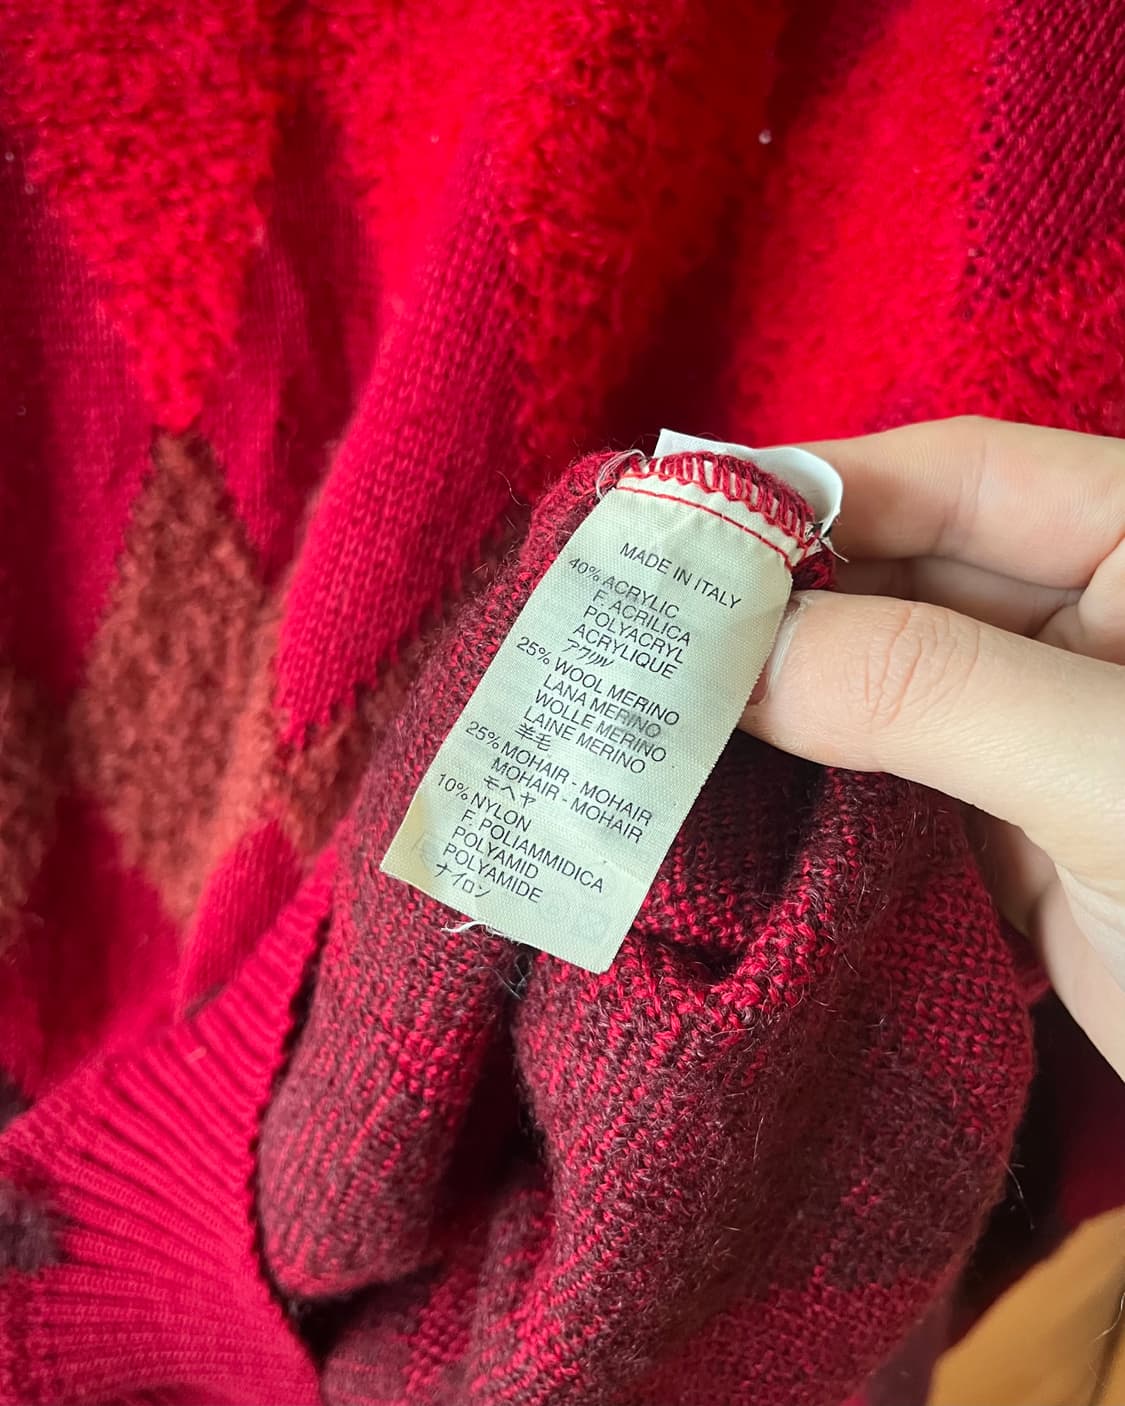 MADE IN ITALY
40% ACRYLIC
F. ACRILICA
POLYACRYL
ACRYLIQUE
アクリル
25% WOOL MERINO
LANA MERINO
WOLLE MERINO
LAINE MERINO
羊毛
25% MOHAIR - MOHAIR
MOHAIR - MOHAIR
モヘヤ
10% NYLON
F. POLIAMMIDICA
POLYAMID
POLYAMIDE
ナイロン